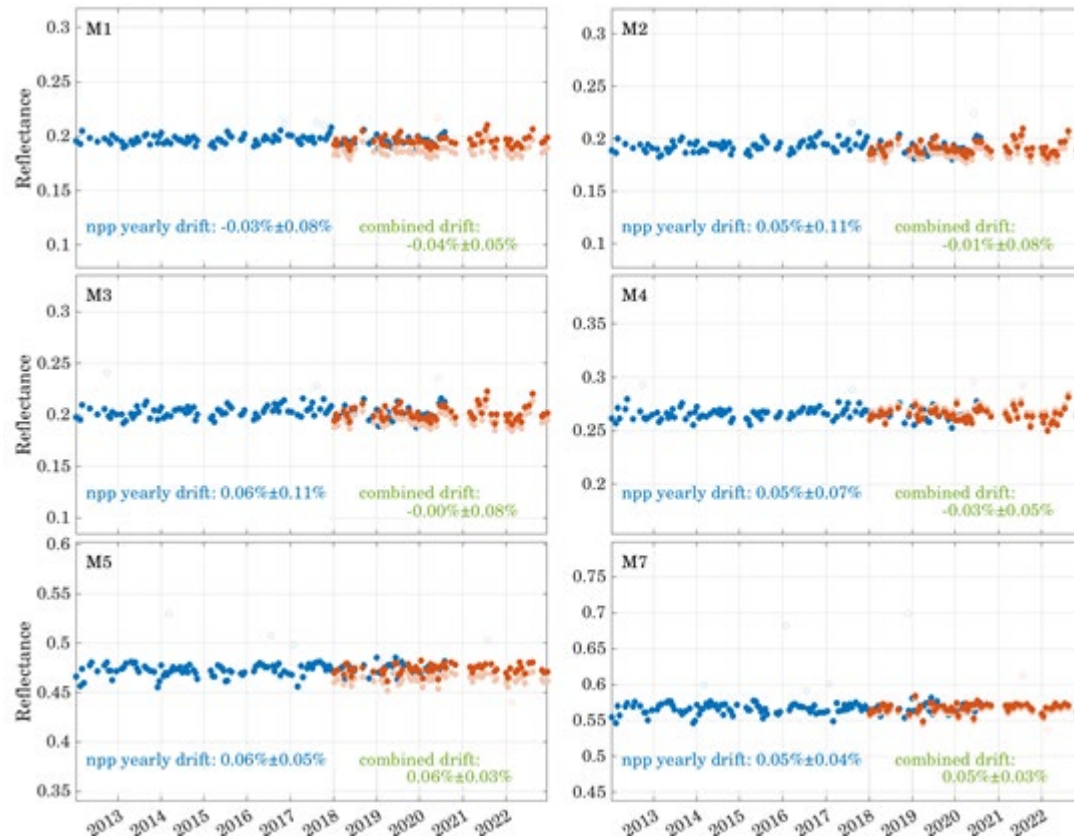 M1
0.3
0.25
0.2
0.15
0.1
Reflectance
npp yearly drift: -0.03%±0.08%
combined drift:
-0.04%±0.05%
M2
0.3
0.25
0.2
0.15
0.1
npp yearly drift: 0.05%±0.11%
combined drift:
-0.01%±0.08%
M3
0.3
0.25
0.2
0.15
0.1
Reflectance
npp yearly drift: 0.06%±0.11%
combined drift:
-0.00%±0.08%
M4
0.35
0.3
0.25
0.2
npp yearly drift: 0.05%±0.07%
combined drift:
-0.03%±0.05%
M5
0.6
0.55
0.5
0.45
0.4
0.35
Reflectance
npp yearly drift: 0.06%±0.05%
combined drift:
0.06%±0.03%
2013 2014 2015 2016 2017 2018 2019 2020 2021 2022
M7
0.75
0.7
0.65
0.6
0.55
0.5
0.45
npp yearly drift: 0.05%±0.04%
combined drift:
0.05%±0.03%
2013 2014 2015 2016 2017 2018 2019 2020 2021 2022